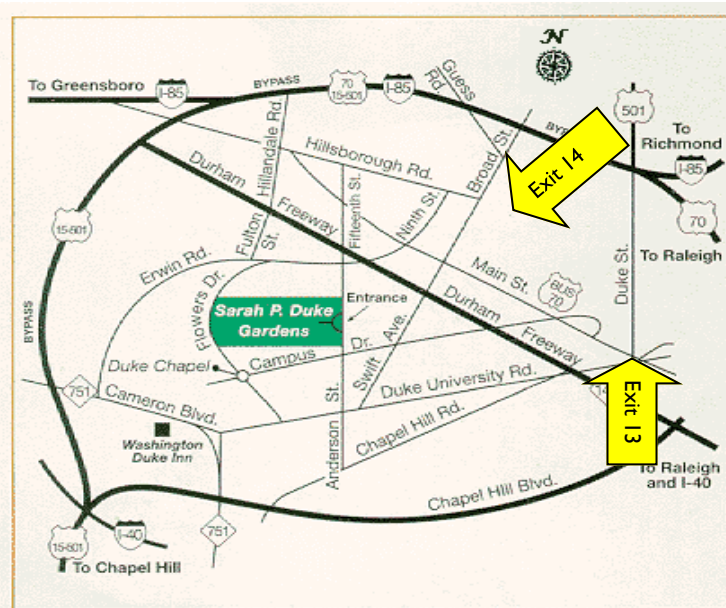 N
To Greensboro
I-85
BYPASS
70
15-501
I-85
Guess
Rd.
501
To
Richmond
I-85
70
To Raleigh
Exit 14
Broad St.
Hillandale Rd.
Hillsborough Rd.
Durham
Freeway
Fulton
St.
Fifteenth St.
Ninth St.
15-501
BYPASS
Erwin Rd.
Flowers Dr.
Main St.
BUS
70
Duke St.
Sarah P. Duke
Gardens
Entrance
Durham
Freeway
Swift Ave.
Campus Dr.
Duke Chapel
751
Cameron Blvd.
Duke University Rd.
Chapel Hill Rd.
Anderson St.
Washington
Duke Inn
Exit 13
To Raleigh
and I-40
Chapel Hill Blvd.
751
I-40
15-501
To Chapel Hill